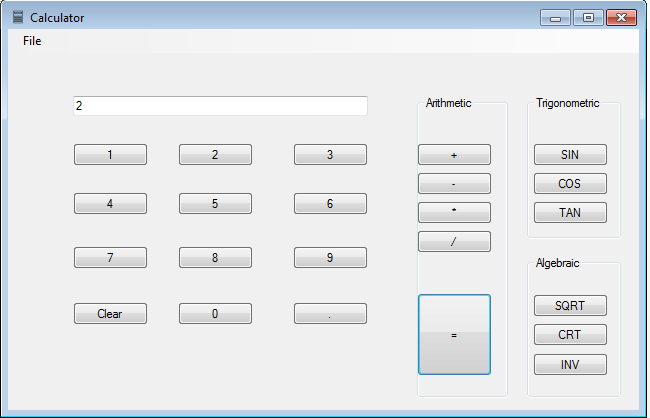 Calculator
File
2
Arithmetic
Trigonometric
1 2 3 + SIN
- COS
4 5 6 * TAN
/
7 8 9
Algebraic
Clear 0 . = SQRT
CRT
INV